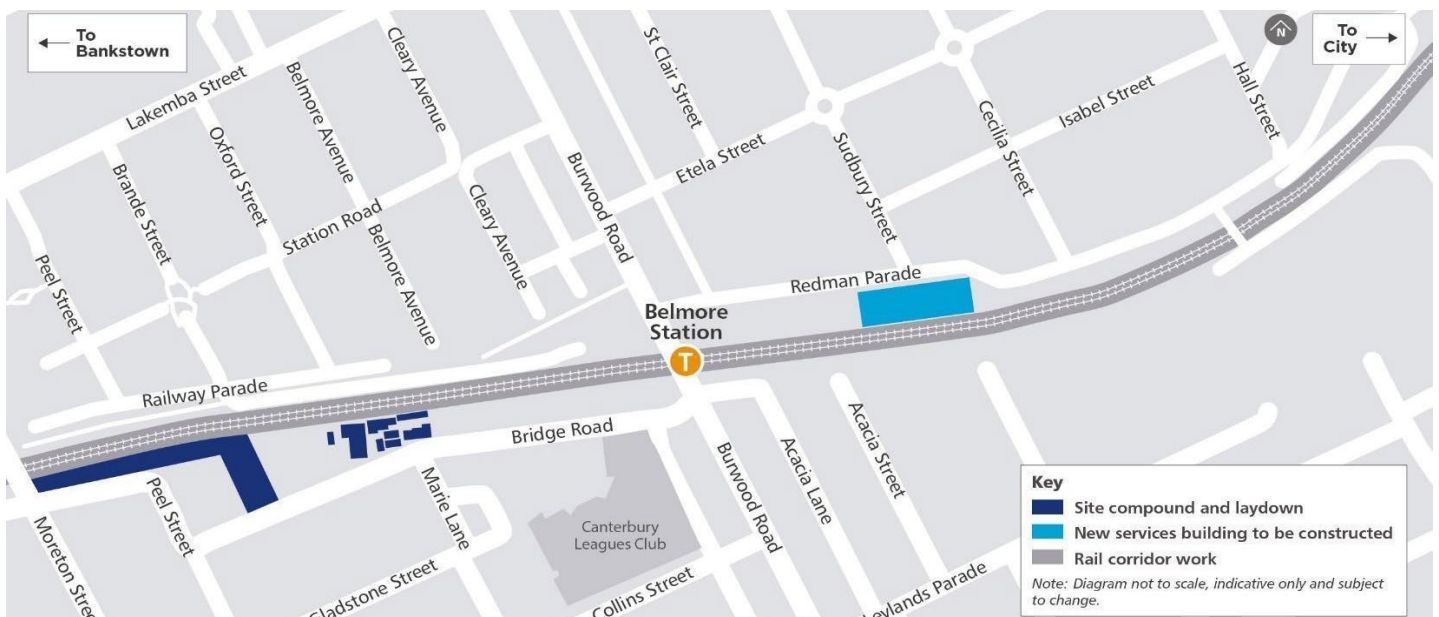 To
Bankstown
To
City
N
Lakemba Street
Belmore Avenue
Cleary Avenue
St Clair Street
Hall Street
Oxford Street
Brande Street
Burwood Road
Etela Street
Sudbury Street
Cecilia Street
Isabel Street
Station Road
Cleary Avenue
Belmore Avenue
Peel Street
Redman Parade
Belmore
Station
T
Railway Parade
Bridge Road
Acacia Street
Acacia Lane
Burwood Road
Marie Lane
Peel Street
Moreton Street
Gladstone Street
Canterbury
Leagues Club
Collins Street
Leylands Parade
Key
Site compound and laydown
New services building to be constructed
Rail corridor work
Note: Diagram not to scale, indicative only and subject
to change.